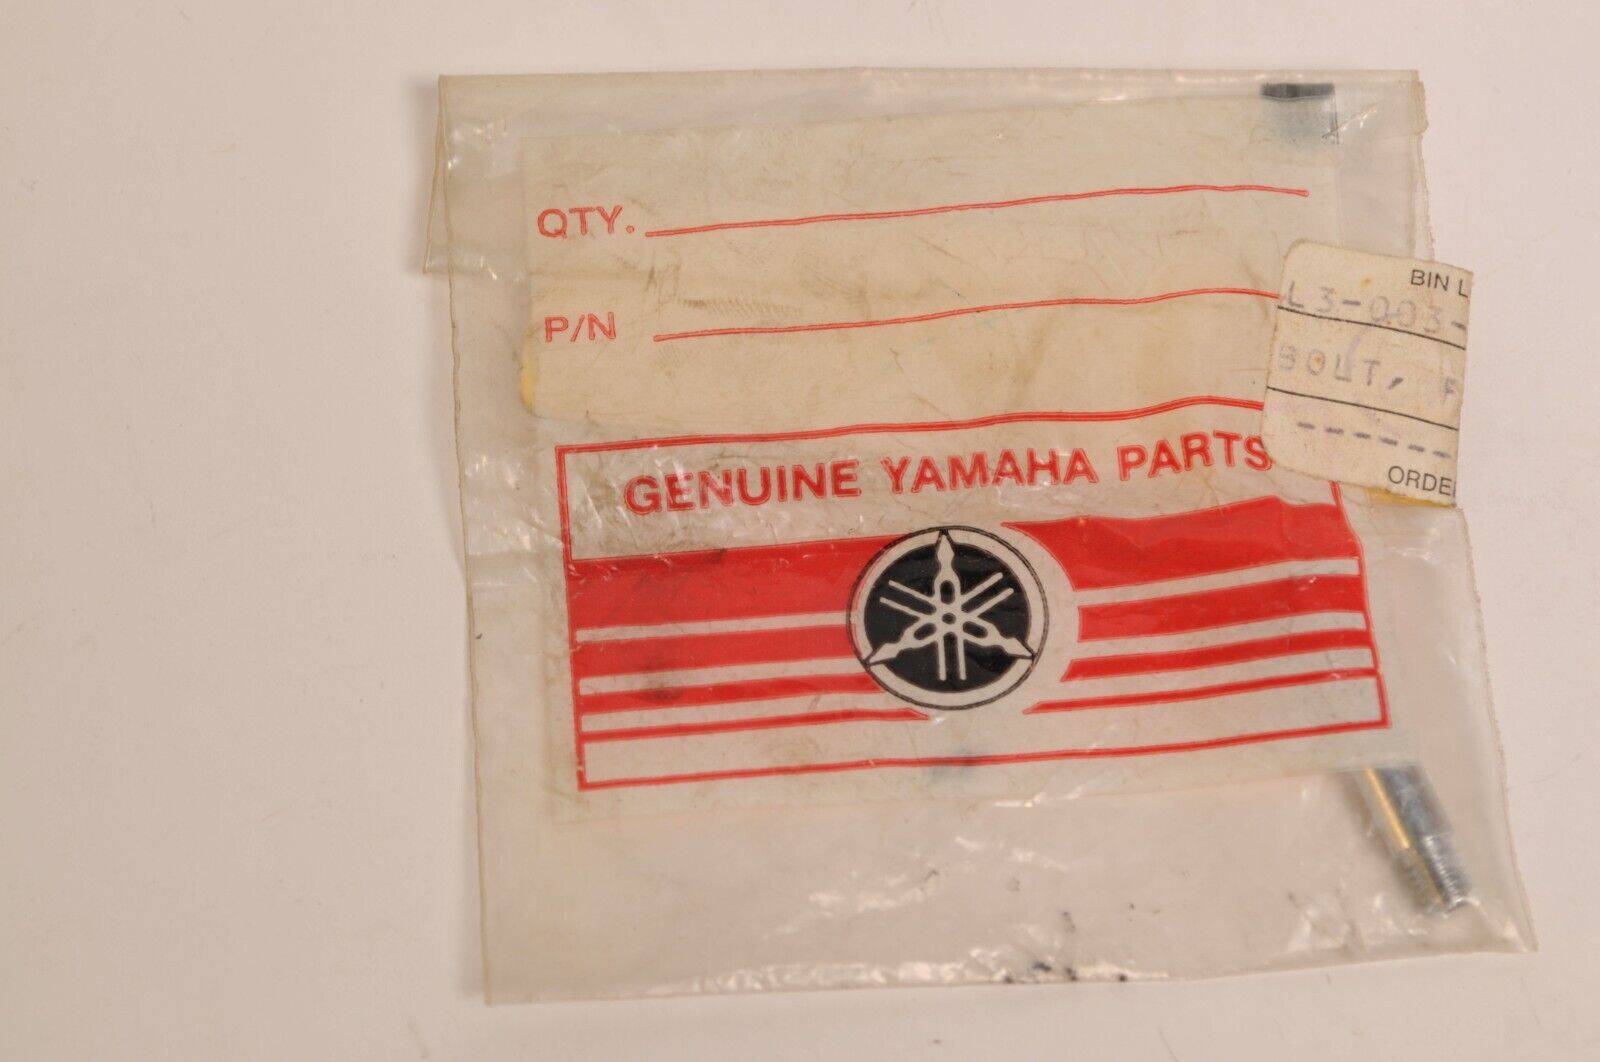 QTY.
P/N
BIN L
L3-003-
BOLT, F
------
ORDE
GENUINE YAMAHA PARTS